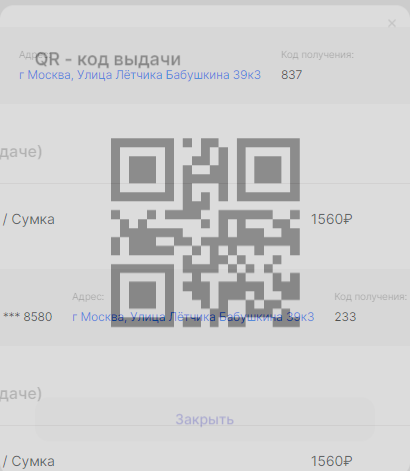 ×
Адрес:
QR - код выдачи
Код получения:
г Москва, Улица Лётчика Бабушкина 39к3
837
даче)
/ Сумка
1560₽
Адрес:
Код получения:
*** 8580
г Москва, Улица Лётчика Бабушкина 39к3
233
даче)
Закрыть
/ Сумка
1560₽